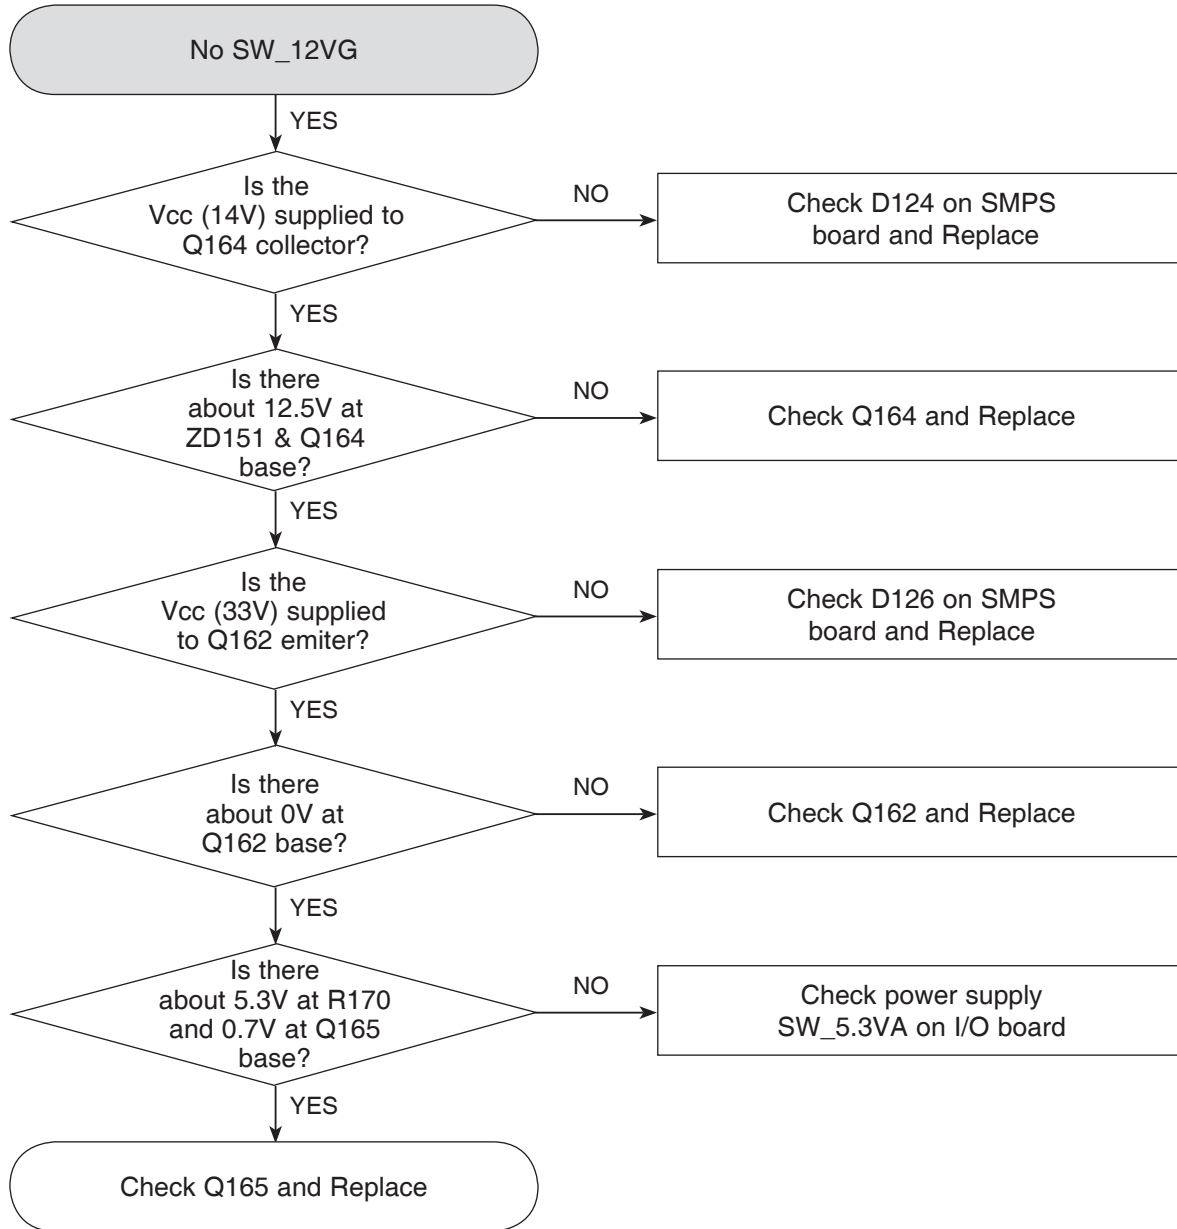 No SW_12VG
YES
Is the
Vcc (14V) supplied to
Q164 collector?
NO
Check D124 on SMPS
board and Replace
YES
Is there
about 12.5V at
ZD151 & Q164
base?
NO
Check Q164 and Replace
YES
Is the
Vcc (33V) supplied
to Q162 emiter?
NO
Check D126 on SMPS
board and Replace
YES
Is there
about 0V at
Q162 base?
NO
Check Q162 and Replace
YES
Is there
about 5.3V at R170
and 0.7V at Q165
base?
NO
Check power supply
SW_5.3VA on I/O board
YES
Check Q165 and Replace